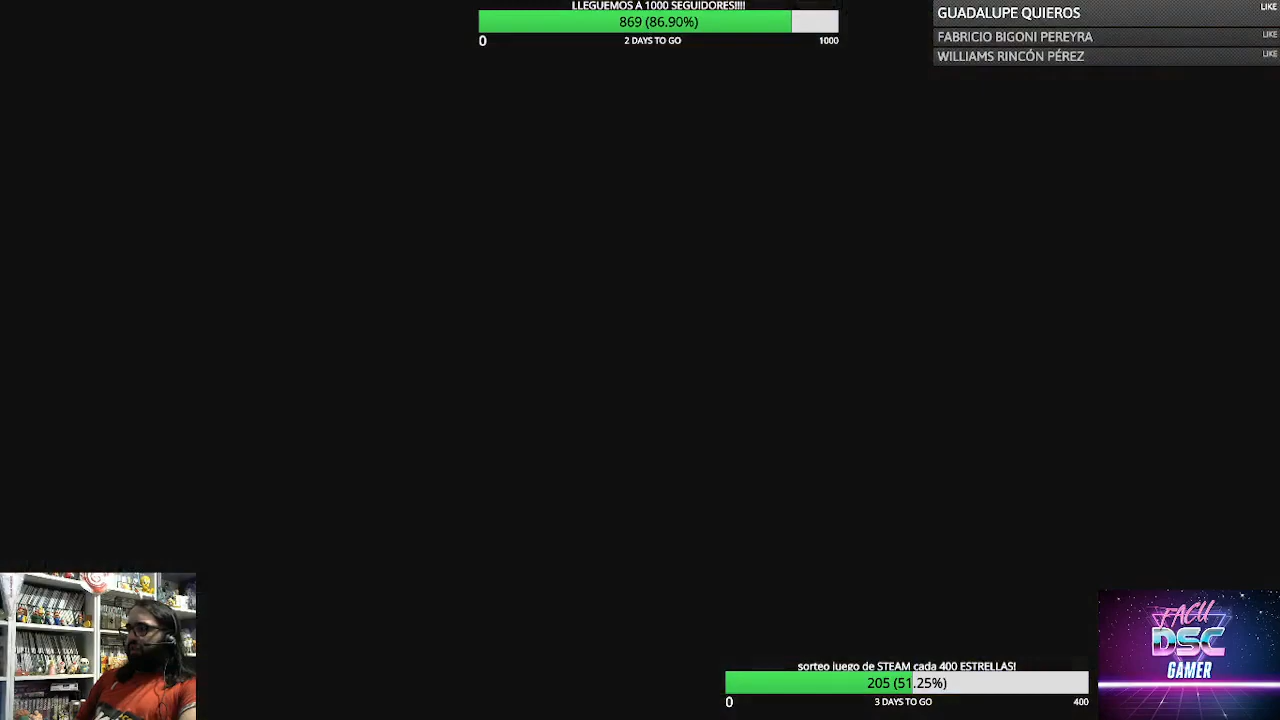 LLEGUEMOS A 1000 SEGUIDORES!!!!
869 (86.90%)
0
2 DAYS TO GO
1000
GUADALUPE QUIEROS
LIKE
FABRICIO BIGONI PEREYRA
LIKE
WILLIAMS RINCÓN PÉREZ
LIKE
FACU
DSC
GAMER
sorteo juego de STEAM cada 400 ESTRELLAS!
205 (51.25%)
0
3 DAYS TO GO
400